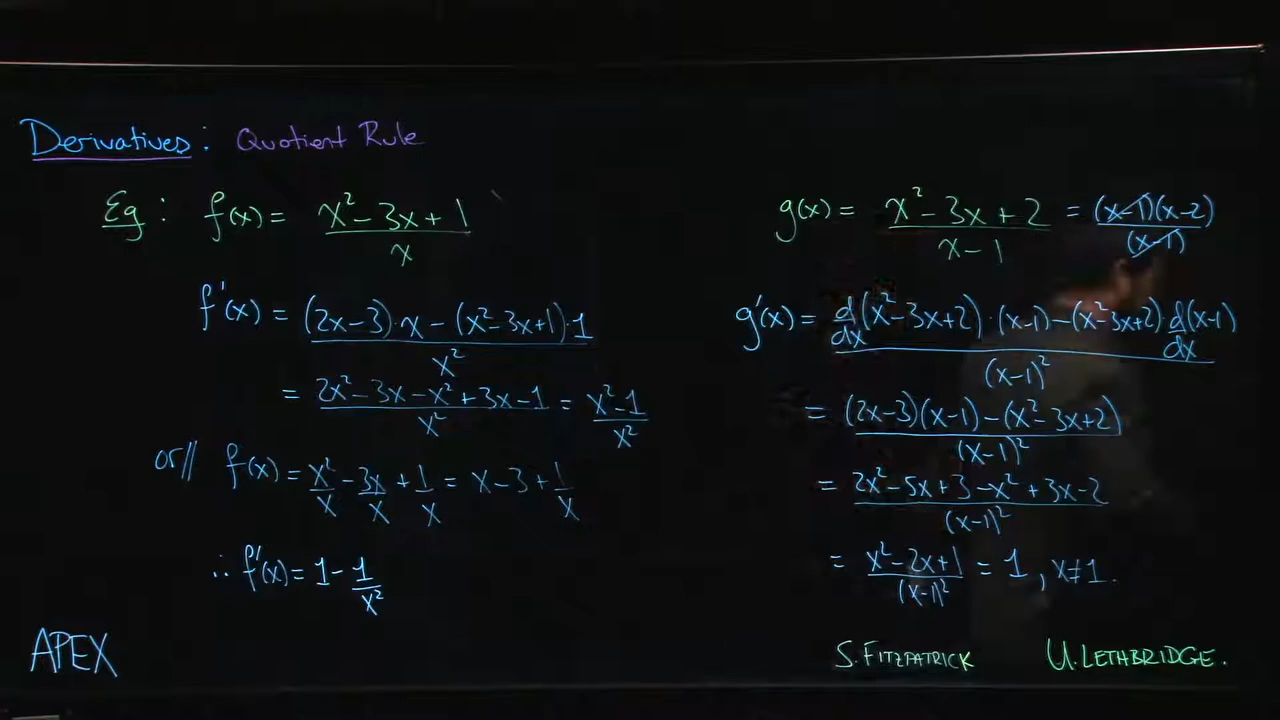 Derivatives: Quotient Rule
Eg: f(x) = (x² - 3x + 1)/x
f'(x) = ((2x-3)·x - (x²-3x+1)·1)/x²
= (2x² - 3x - x² + 3x - 1)/x² = (x²-1)/x²
or// f(x) = x²/x - 3x/x + 1/x = x - 3 + 1/x
∴ f'(x) = 1 - 1/x²
APEX
g(x) = (x² - 3x + 2)/(x - 1) = (x-1)(x-2)/(x-1)
g'(x) = (d/dx(x²-3x+2)·(x-1) - (x²-3x+2)·d/dx(x-1))/(x-1)²
= ((2x-3)(x-1) - (x²-3x+2))/(x-1)²
= (2x² - 5x + 3 - x² + 3x - 2)/(x-1)²
= (x² - 2x + 1)/(x-1)² = 1, x≠1.
S. FITZPATRICK U. LETHBRIDGE.